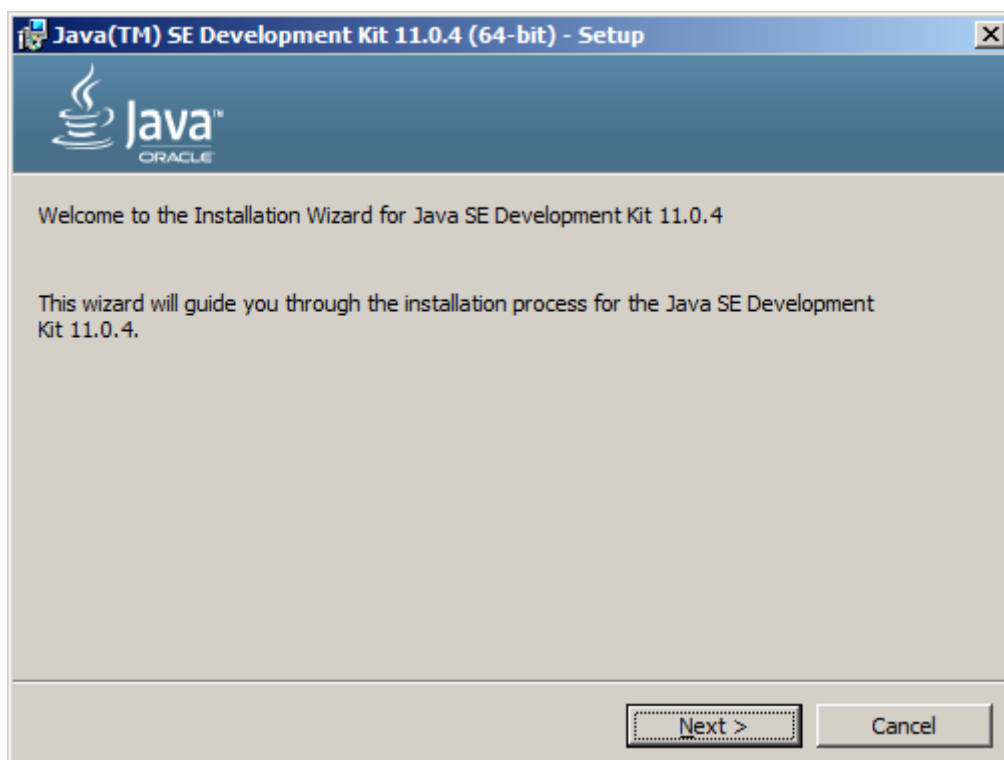 Java(TM) SE Development Kit 11.0.4 (64-bit) - Setup
Java™
ORACLE
Welcome to the Installation Wizard for Java SE Development Kit 11.0.4
This wizard will guide you through the installation process for the Java SE Development
Kit 11.0.4.
Next > Cancel